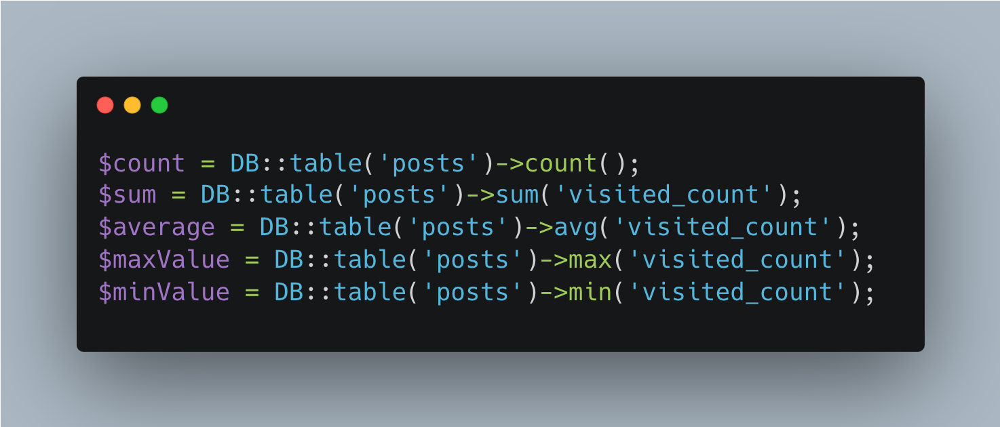 $count = DB::table('posts')->count();
$sum = DB::table('posts')->sum('visited_count');
$average = DB::table('posts')->avg('visited_count');
$maxValue = DB::table('posts')->max('visited_count');
$minValue = DB::table('posts')->min('visited_count');